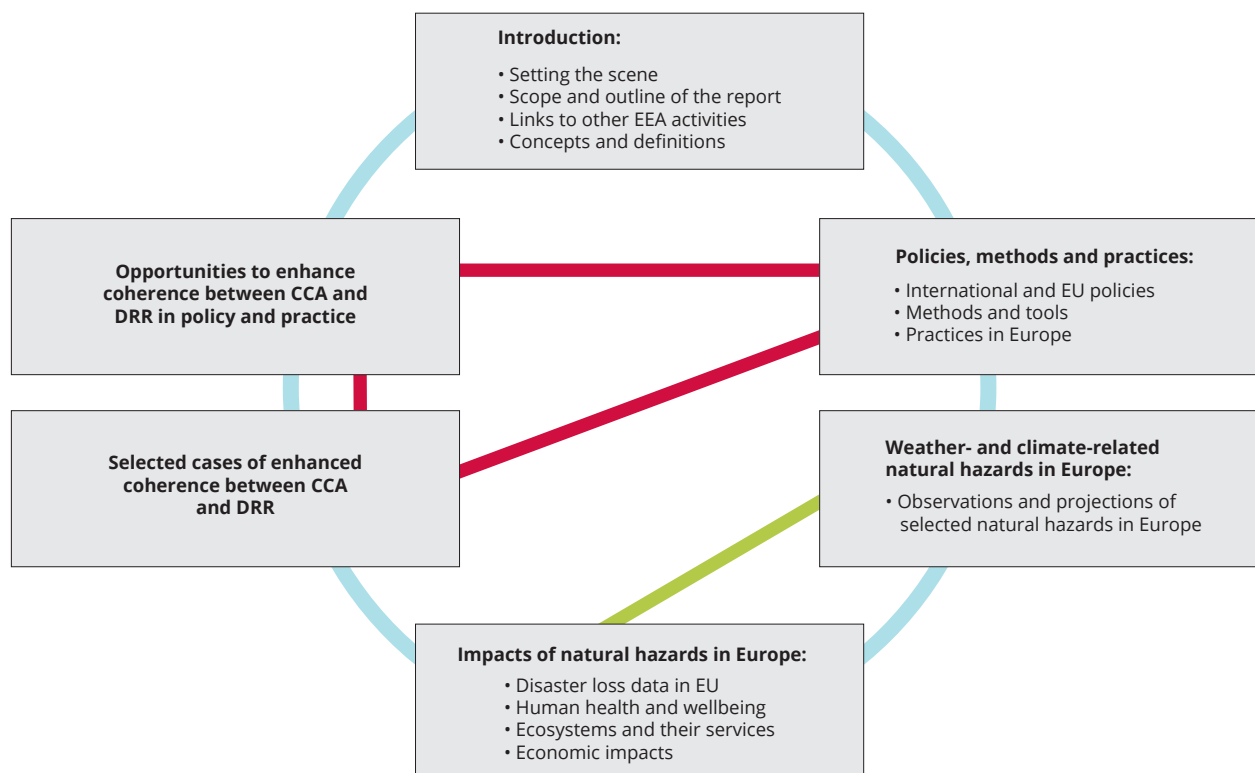 Introduction:
• Setting the scene
• Scope and outline of the report
• Links to other EEA activities
• Concepts and definitions
Opportunities to enhance
coherence between CCA and
DRR in policy and practice
Policies, methods and practices:
• International and EU policies
• Methods and tools
• Practices in Europe
Selected cases of enhanced
coherence between CCA
and DRR
Weather- and climate-related
natural hazards in Europe:
• Observations and projections of
selected natural hazards in Europe
Impacts of natural hazards in Europe:
• Disaster loss data in EU
• Human health and wellbeing
• Ecosystems and their services
• Economic impacts